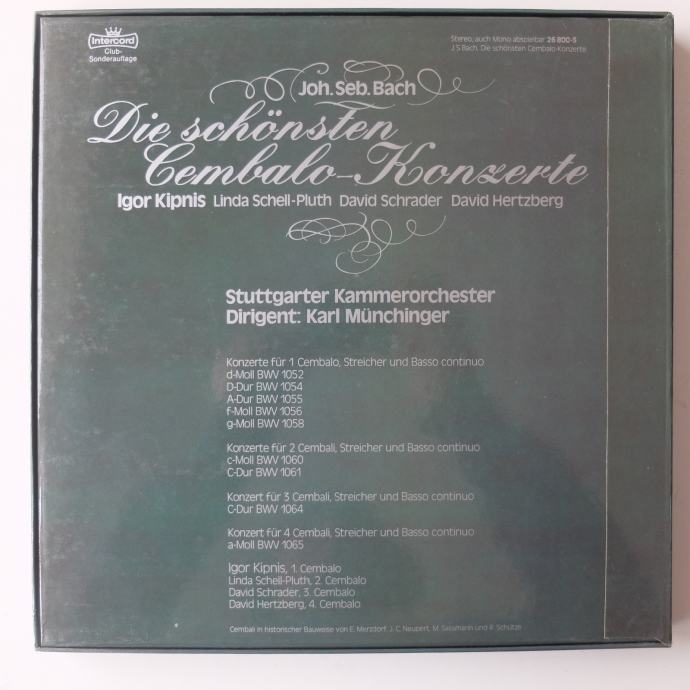 Intercord
Club-
Sonderauflage
Stereo, auch Mono abspielbar 26 800-5
J.S.Bach, Die schönsten Cembalo-Konzerte
Joh. Seb. Bach
Die schönsten
Cembalo-Konzerte
Igor Kipnis Linda Schell-Pluth David Schrader David Hertzberg
Stuttgarter Kammerorchester
Dirigent: Karl Münchinger
Konzerte für 1 Cembalo, Streicher und Basso continuo
d-Moll BWV 1052
D-Dur BWV 1054
A-Dur BWV 1055
f-Moll BWV 1056
g-Moll BWV 1058
Konzerte für 2 Cembali, Streicher und Basso continuo
c-Moll BWV 1060
C-Dur BWV 1061
Konzert für 3 Cembali, Streicher und Basso continuo
C-Dur BWV 1064
Konzert für 4 Cembali, Streicher und Basso continuo
a-Moll BWV 1065
Igor Kipnis, 1. Cembalo
Linda Schell-Pluth, 2. Cembalo
David Schrader, 3. Cembalo
David Hertzberg, 4. Cembalo
Cembali in historischer Bauweise von E. Merzdorf, J. C. Neupert, M. Sassmann und R. Schütze